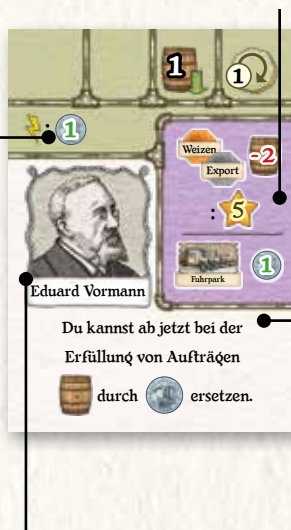 1
1
: 1
Weizen
-2
Export
: 5
Eduard Vormann
Fuhrpark
1
Du kannst ab jetzt bei der
Erfüllung von Aufträgen
durch ersetzen.